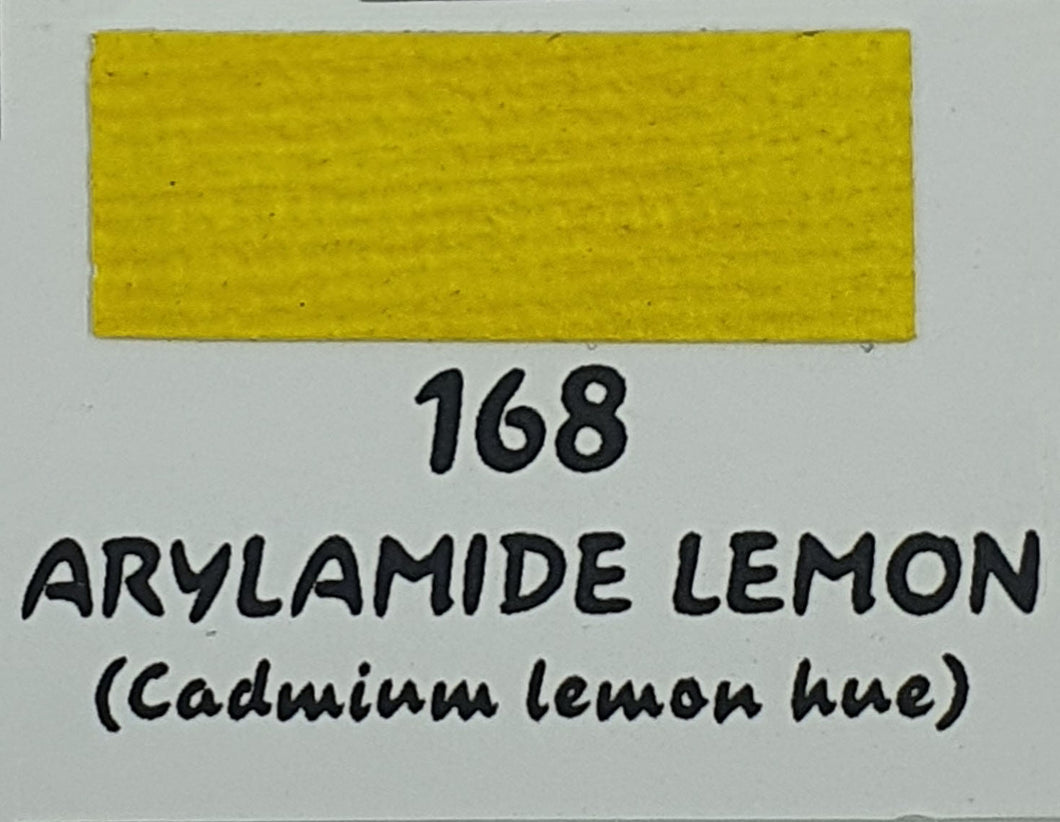 168
ARYLAMIDE LEMON
(Cadmium lemon hue)